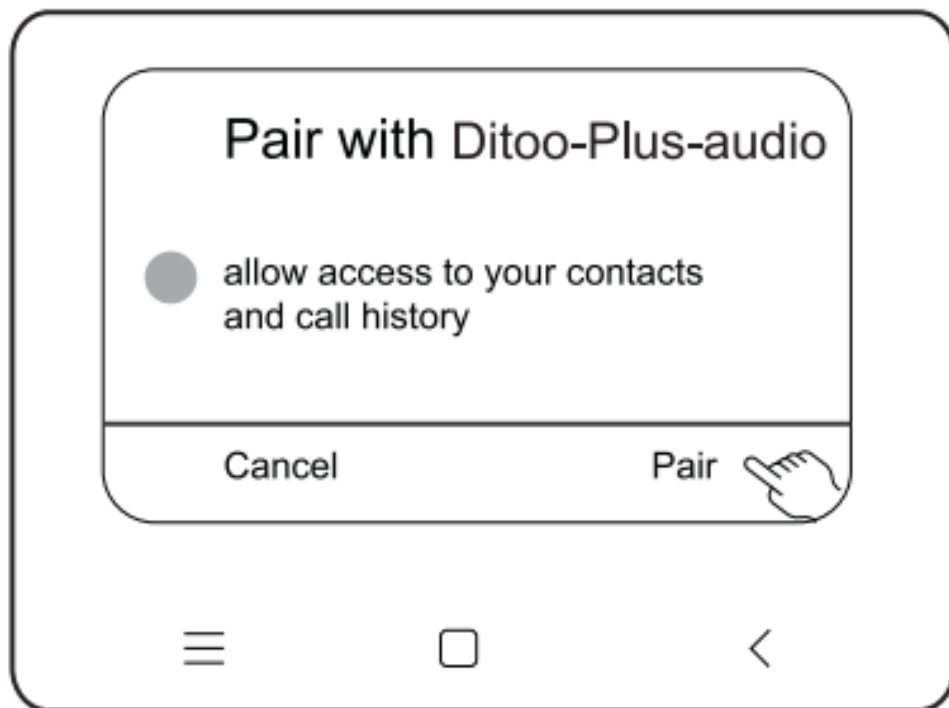 Pair with Ditoo-Plus-audio
allow access to your contacts
and call history
Cancel Pair